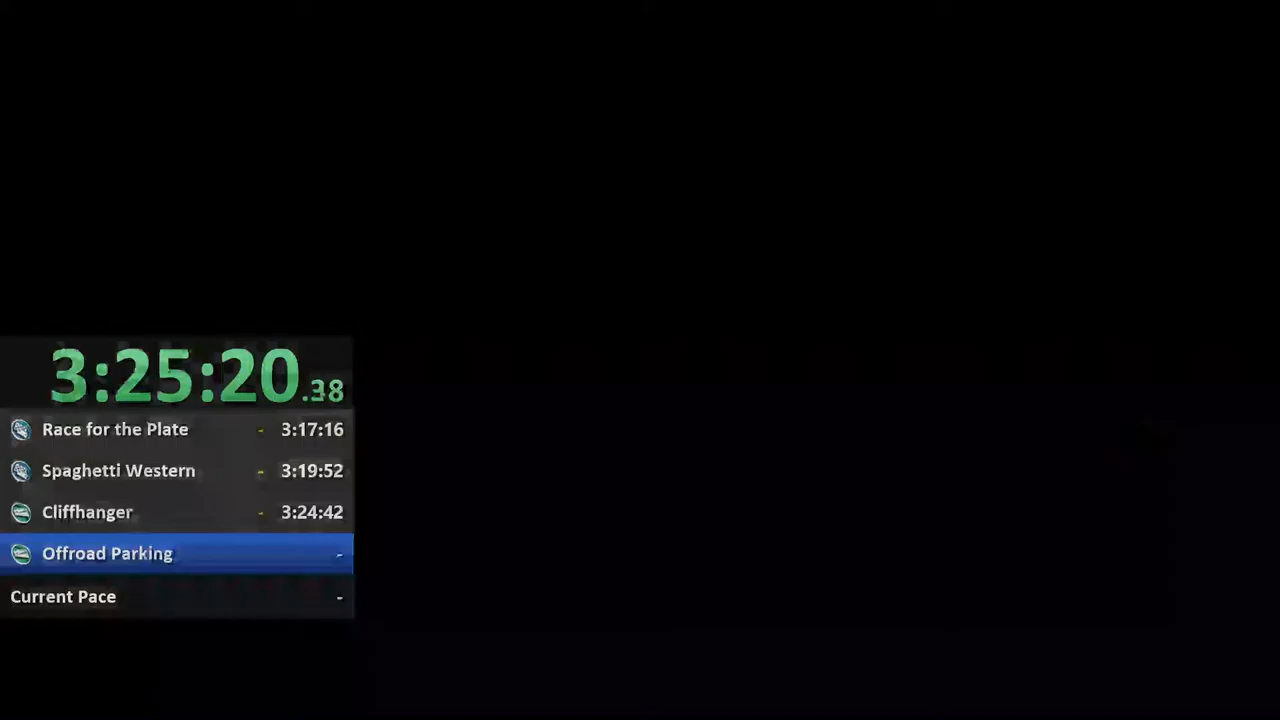 3:25:20.38
Race for the Plate - 3:17:16
Spaghetti Western - 3:19:52
Cliffhanger - 3:24:42
Offroad Parking -
Current Pace -